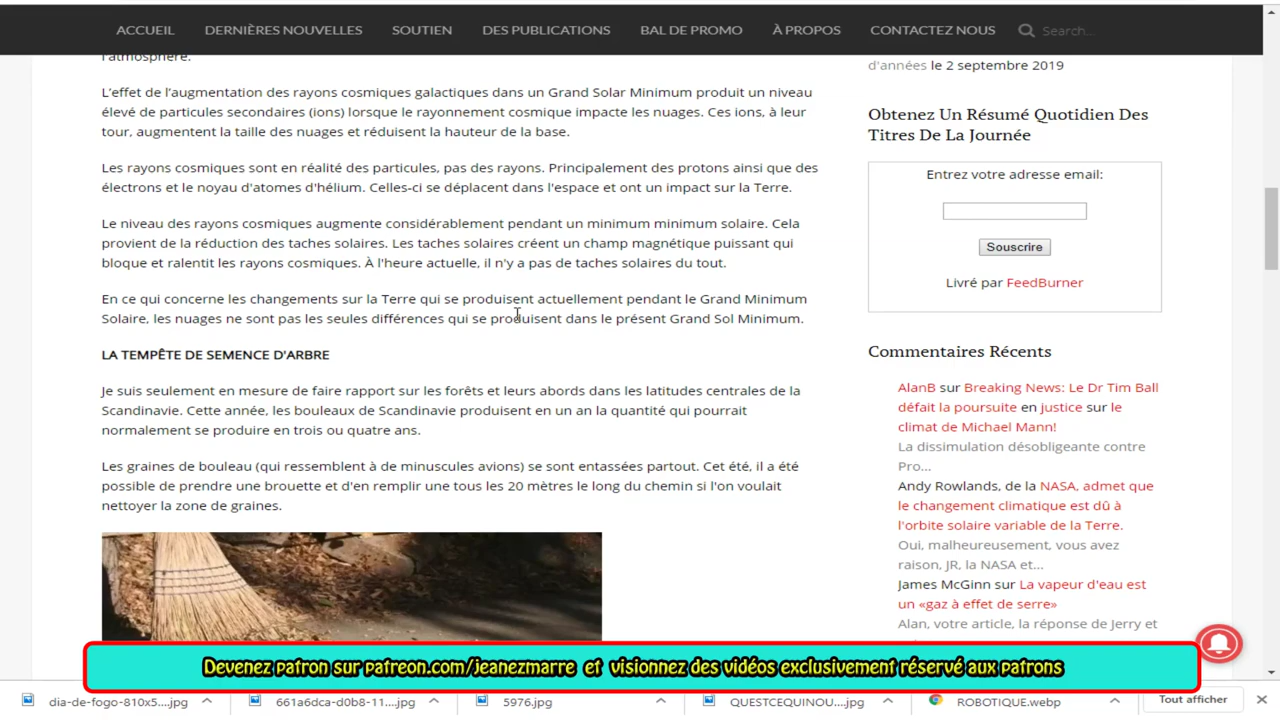 ACCUEIL DERNIÈRES NOUVELLES SOUTIEN DES PUBLICATIONS BAL DE PROMO À PROPOS CONTACTEZ NOUS Search...
l'atmosphère.
L'effet de l'augmentation des rayons cosmiques galactiques dans un Grand Solar Minimum produit un niveau
élevé de particules secondaires (ions) lorsque le rayonnement cosmique impacte les nuages. Ces ions, à leur
tour, augmentent la taille des nuages et réduisent la hauteur de la base.
Les rayons cosmiques sont en réalité des particules, pas des rayons. Principalement des protons ainsi que des
électrons et le noyau d'atomes d'hélium. Celles-ci se déplacent dans l'espace et ont un impact sur la Terre.
Le niveau des rayons cosmiques augmente considérablement pendant un minimum minimum solaire. Cela
provient de la réduction des taches solaires. Les taches solaires créent un champ magnétique puissant qui
bloque et ralentit les rayons cosmiques. À l'heure actuelle, il n'y a pas de taches solaires du tout.
En ce qui concerne les changements sur la Terre qui se produisent actuellement pendant le Grand Minimum
Solaire, les nuages ne sont pas les seules différences qui se produisent dans le présent Grand Sol Minimum.
LA TEMPÊTE DE SEMENCE D'ARBRE
Je suis seulement en mesure de faire rapport sur les forêts et leurs abords dans les latitudes centrales de la
Scandinavie. Cette année, les bouleaux de Scandinavie produisent en un an la quantité qui pourrait
normalement se produire en trois ou quatre ans.
Les graines de bouleau (qui ressemblent à de minuscules avions) se sont entassées partout. Cet été, il a été
possible de prendre une brouette et d'en remplir une tous les 20 mètres le long du chemin si l'on voulait
nettoyer la zone de graines.
d'années le 2 septembre 2019
Obtenez Un Résumé Quotidien Des
Titres De La Journée
Entrez votre adresse email:
Souscrire
Livré par FeedBurner
Commentaires Récents
AlanB sur Breaking News: Le Dr Tim Ball
défait la poursuite en justice sur le
climat de Michael Mann!
La dissimulation désobligeante contre
Pro...
Andy Rowlands, de la NASA, admet que
le changement climatique est dû à
l'orbite solaire variable de la Terre.
Oui, malheureusement, vous avez
raison, JR, la NASA et...
James McGinn sur La vapeur d'eau est
un «gaz à effet de serre»
Alan, votre article, la réponse de Jerry et
Devenez patron sur patreon.com/jeanezmarre et visionnez des vidéos exclusivement réservé aux patrons
dia-de-fogo-810x5....jpg 661a6dca-d0b8-11....jpg 5976.jpg QUESTCEQUINOU....jpg ROBOTIQUE.webp Tout afficher